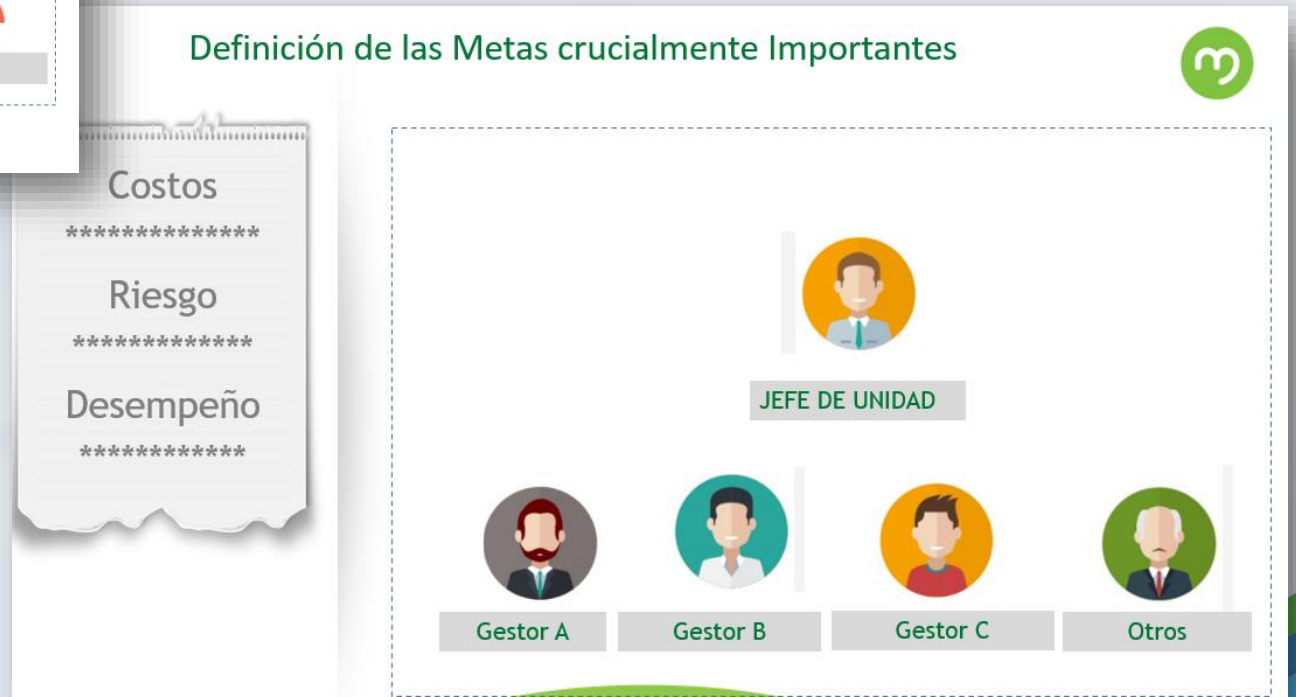 Definición de las Metas crucialmente Importantes
Costos
**************
Riesgo
*************
Desempeño
************
JEFE DE UNIDAD
Gestor A
Gestor B
Gestor C
Otros